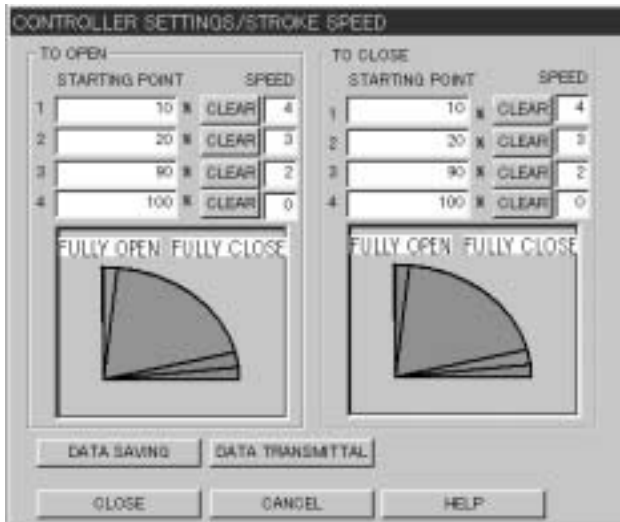 CONTROLLER SETTINGS/STROKE SPEED
TO OPEN
STARTING POINT SPEED
1 10 % CLEAR 4
2 20 % CLEAR 3
3 90 % CLEAR 2
4 100 % CLEAR 0
FULLY OPEN FULLY CLOSE
TO CLOSE
STARTING POINT SPEED
1 10 % CLEAR 4
2 20 % CLEAR 3
3 90 % CLEAR 2
4 100 % CLEAR 0
FULLY OPEN FULLY CLOSE
DATA SAVING DATA TRANSMITTAL
CLOSE CANCEL HELP